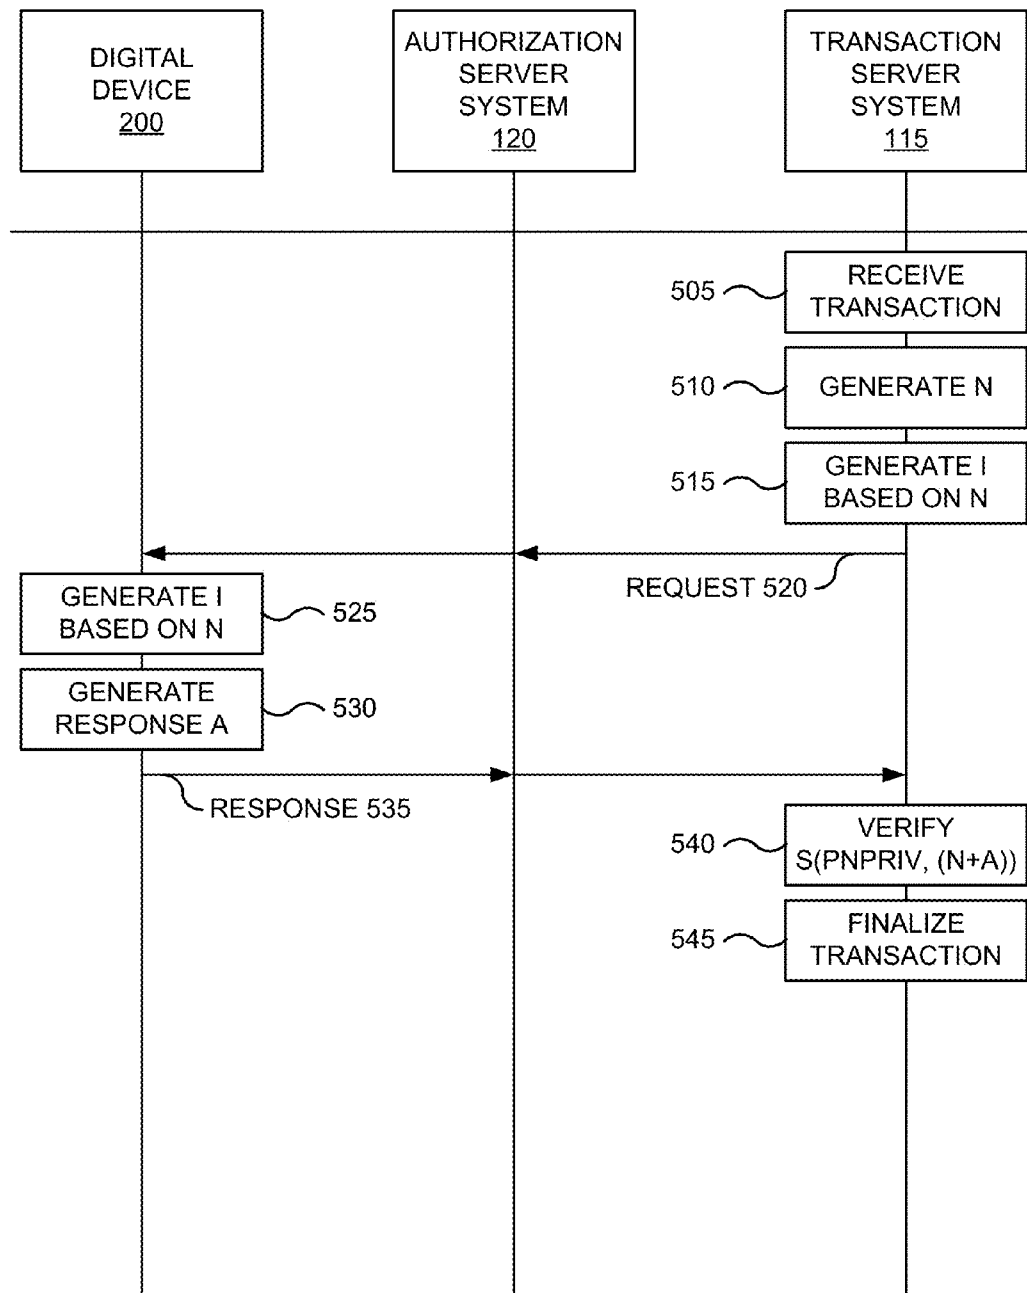 DIGITAL
DEVICE
200
AUTHORIZATION
SERVER
SYSTEM
120
TRANSACTION
SERVER
SYSTEM
115
505
RECEIVE
TRANSACTION
510
GENERATE N
515
GENERATE I
BASED ON N
REQUEST 520
GENERATE I
BASED ON N
525
GENERATE
RESPONSE A
530
RESPONSE 535
540
VERIFY
S(PNPRIV, (N+A))
545
FINALIZE
TRANSACTION